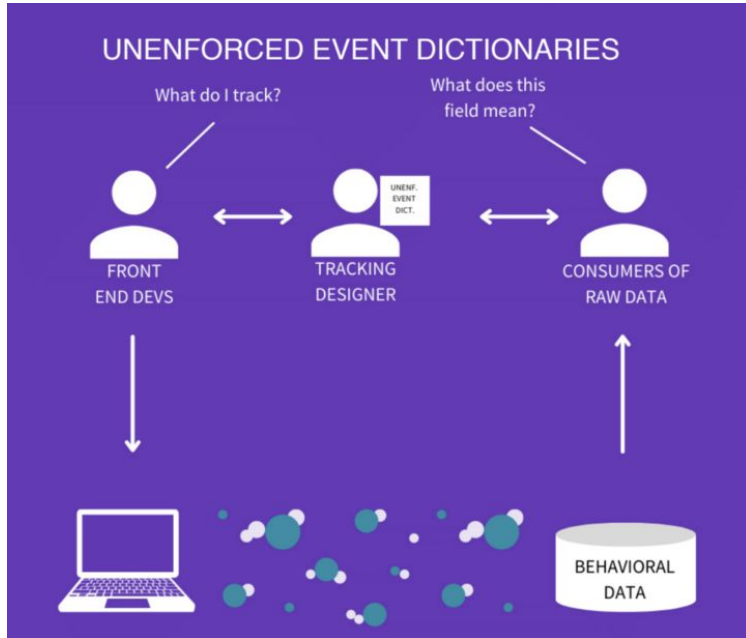 UNENFORCED EVENT DICTIONARIES
What do I track?
What does this
field mean?
UNENF.
EVENT
DICT.
FRONT
END DEVS
TRACKING
DESIGNER
CONSUMERS OF
RAW DATA
BEHAVIORAL
DATA